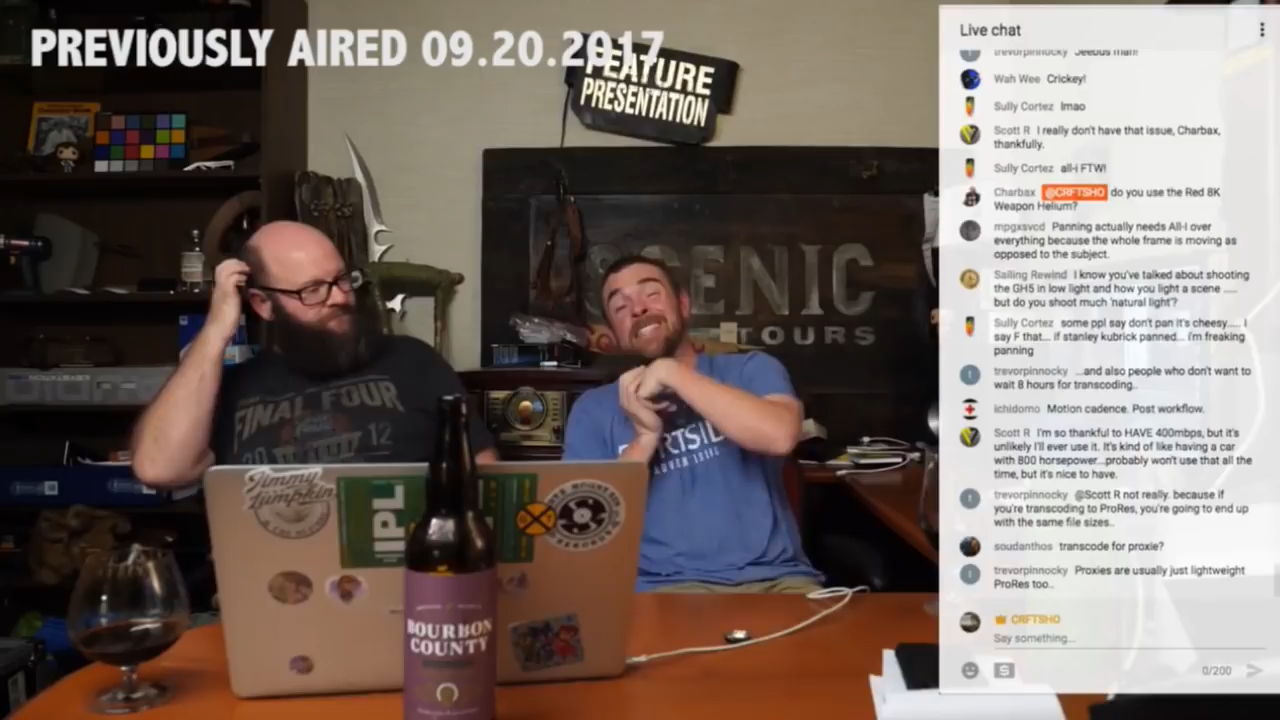 PREVIOUSLY AIRED 09.20.2017
FEATURE
PRESENTATION
SCENIC
TOURS
FINAL FOUR
12
Jimmy
Lumpkin
IIPL
BOURBON
COUNTY
Live chat
trevorpinnocky Jeebus man!
Wah Wee Crickey!
Sully Cortez lmao
Scott R I really don't have that issue, Charbax,
thankfully.
Sully Cortez all-i FTW!
Charbax @CRFTSHO do you use the Red 8K
Weapon Helium?
mpgxsvcd Panning actually needs All-I over
everything because the whole frame is moving as
opposed to the subject.
Sailing Rewind I know you've talked about shooting
the GH5 in low light and how you light a scene .....
but do you shoot much 'natural light'?
Sully Cortez some ppl say don't pan it's cheesy..... I
say F that... if stanley kubrick panned... i'm freaking
panning
trevorpinnocky ...and also people who don't want to
wait 8 hours for transcoding..
ichidomo Motion cadence. Post workflow.
Scott R I'm so thankful to HAVE 400mbps, but it's
unlikely I'll ever use it. It's kind of like having a car
with 800 horsepower...probably won't use that all the
time, but it's nice to have.
trevorpinnocky @Scott R not really. because if
you're transcoding to ProRes, you're going to end up
with the same file sizes..
soudanthos transcode for proxie?
trevorpinnocky Proxies are usually just lightweight
ProRes too..
CRFTSHO
Say something...
0/200